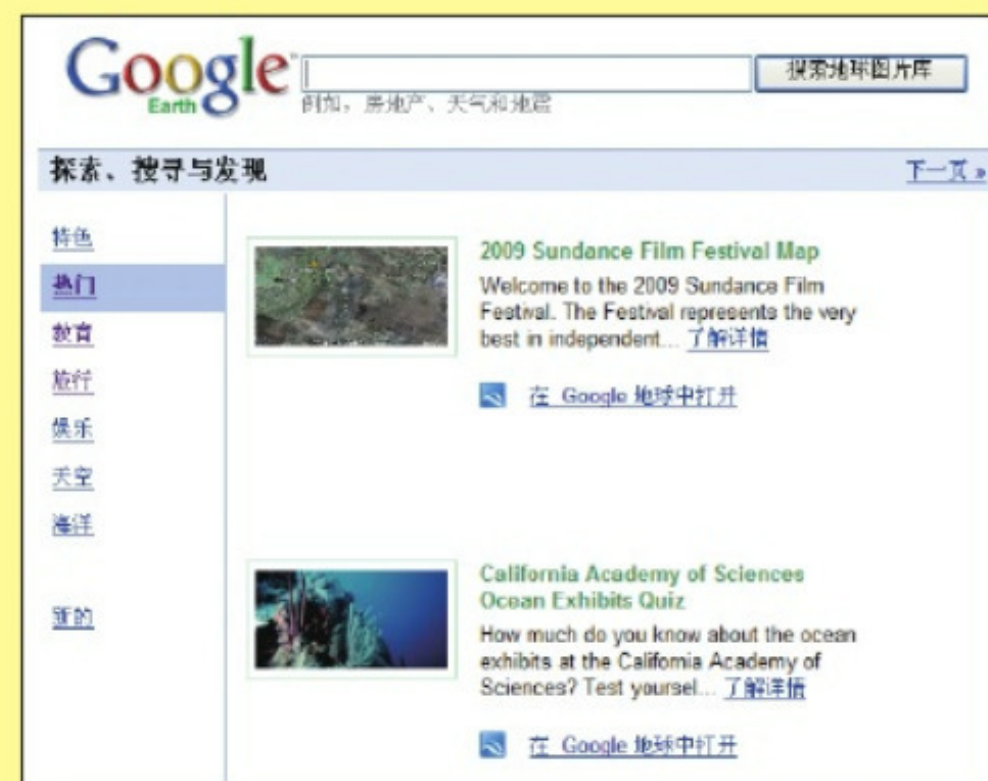 Google
Earth
搜索地球图片库
例如，房地产、天气和地震
探索、搜寻与发现
下一页 »
特色
热门
教育
旅行
娱乐
天空
海洋
新的
2009 Sundance Film Festival Map
Welcome to the 2009 Sundance Film
Festival. The Festival represents the very
best in independent... 了解详情
在 Google 地球中打开
California Academy of Sciences
Ocean Exhibits Quiz
How much do you know about the ocean
exhibits at the California Academy of
Sciences? Test yoursel... 了解详情
在 Google 地球中打开